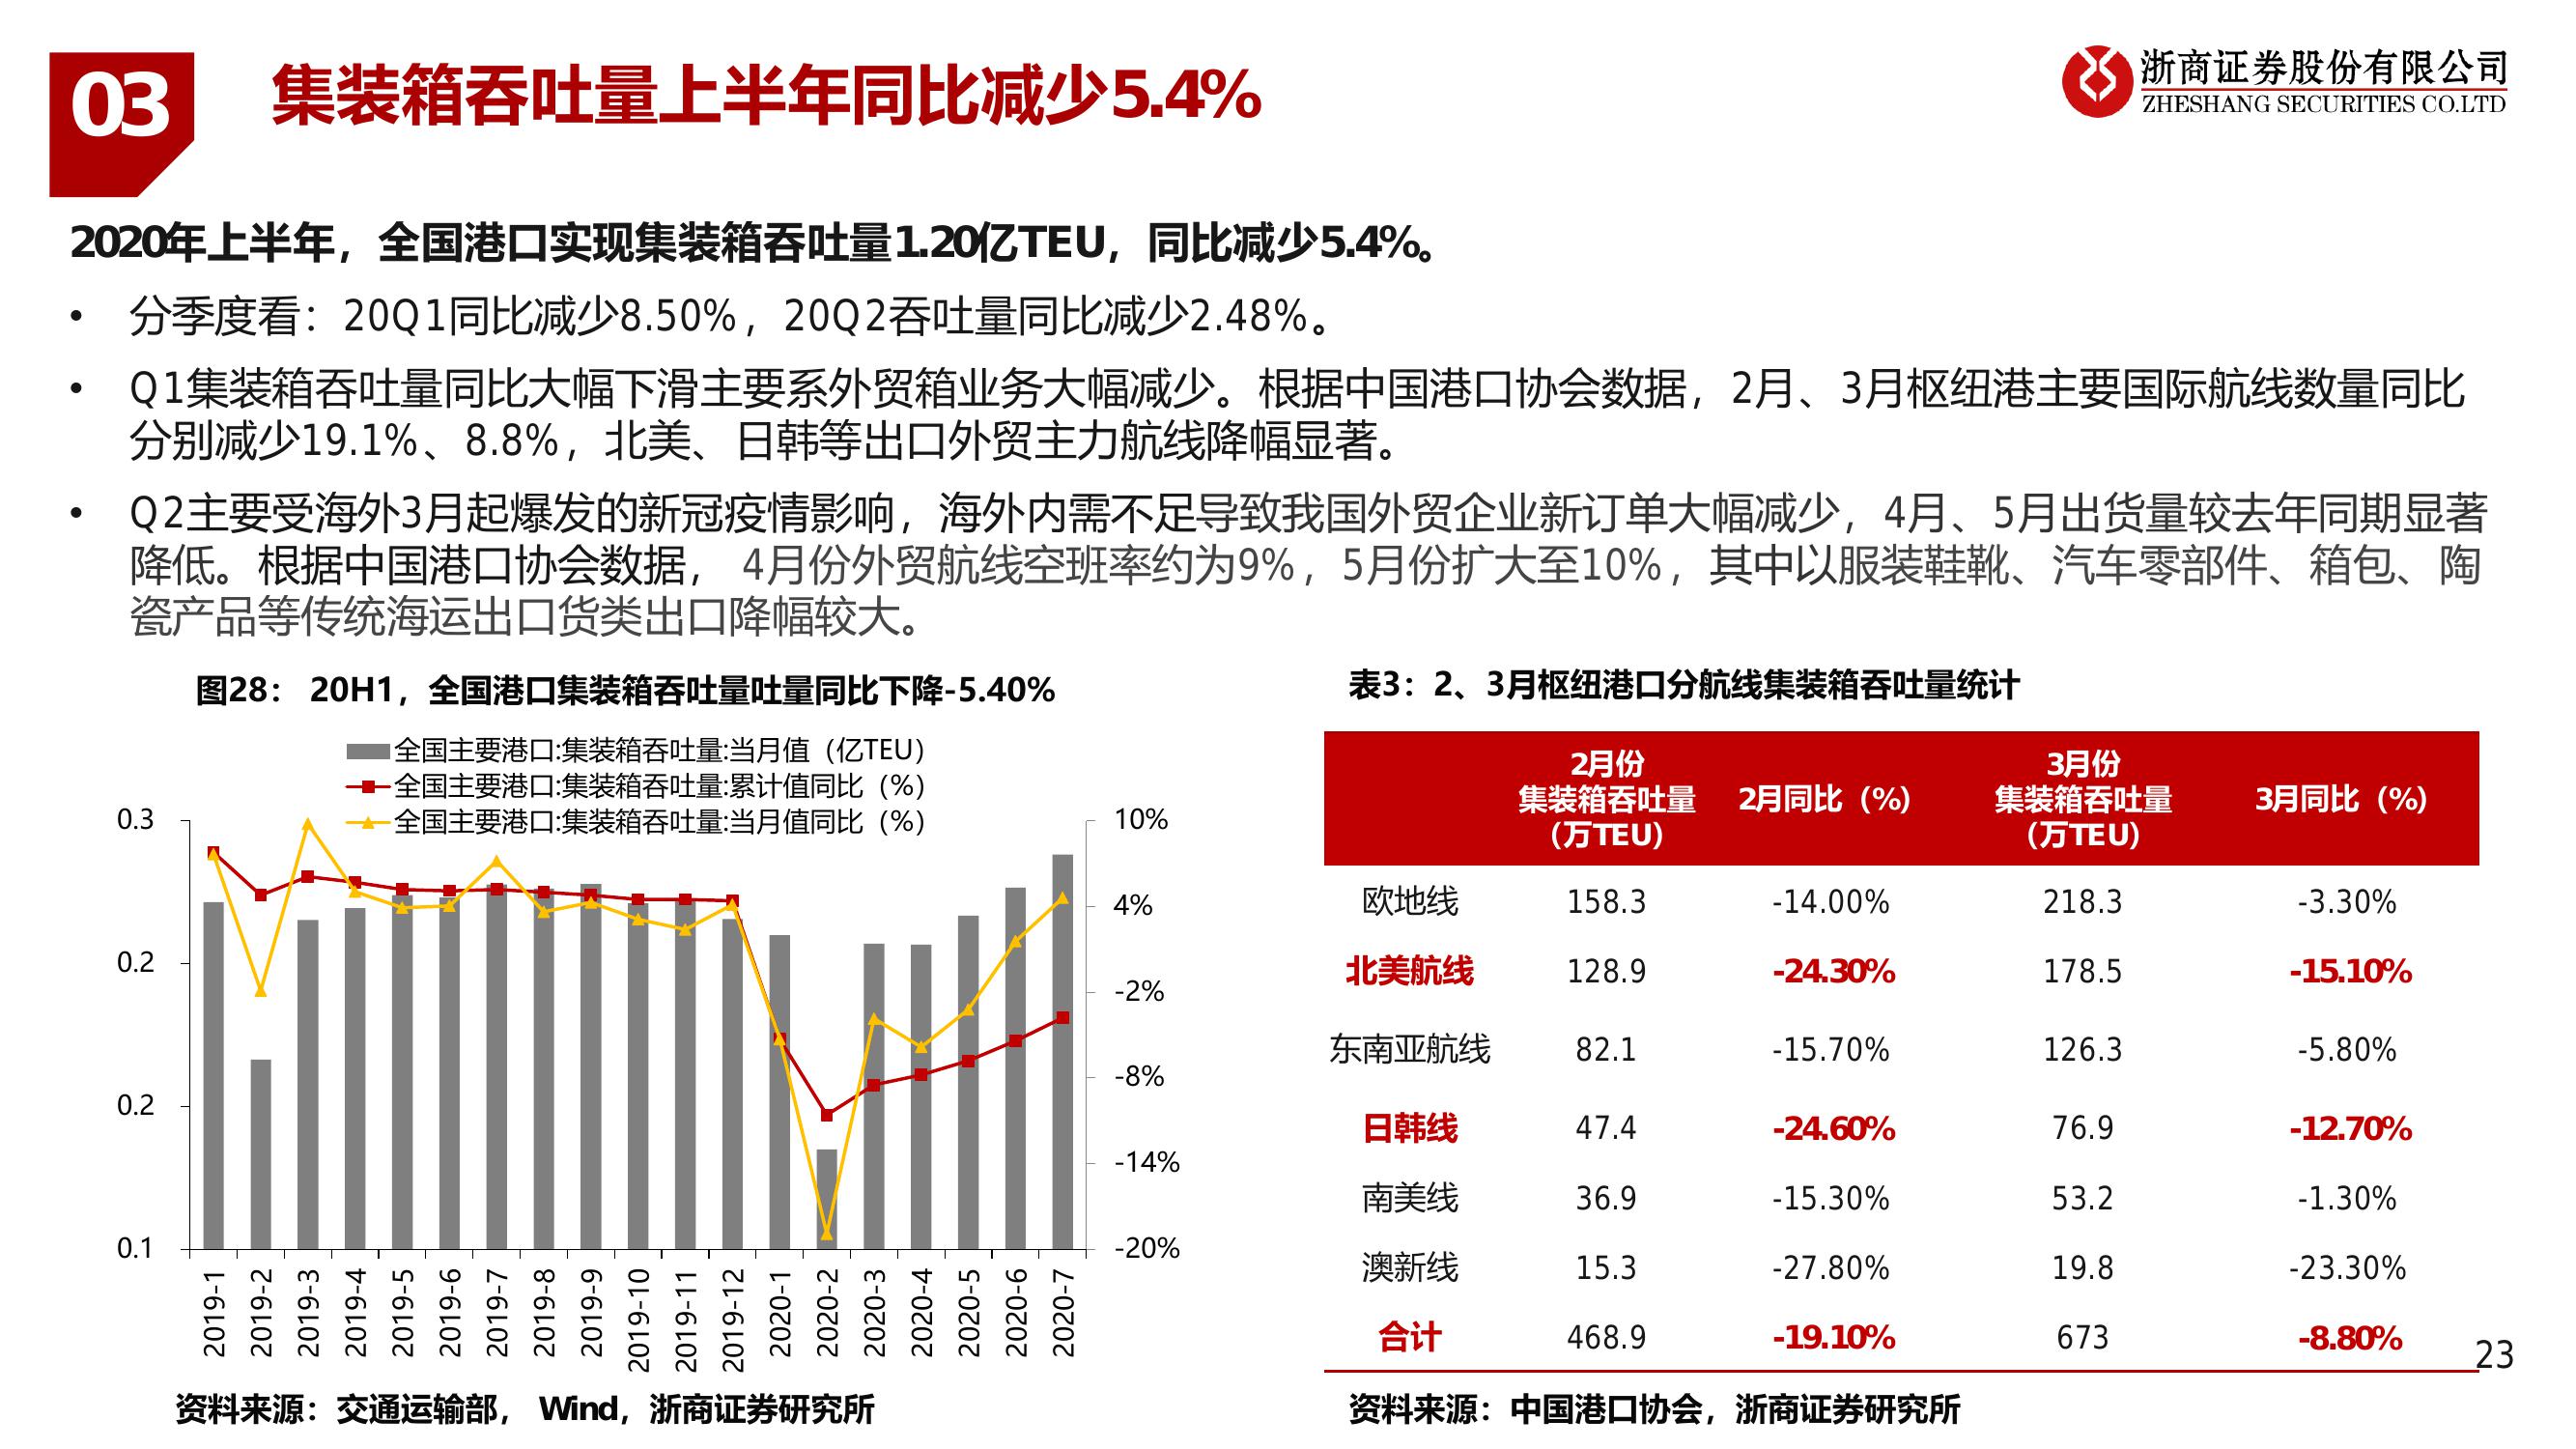 03
集装箱吞吐量上半年同比减少5.4%
浙商证券股份有限公司
ZHESHANG SECURITIES CO.LTD
2020年上半年，全国港口实现集装箱吞吐量1.20亿TEU，同比减少5.4%。
• 分季度看：20Q1同比减少8.50%，20Q2吞吐量同比减少2.48%。
• Q1集装箱吞吐量同比大幅下滑主要系外贸箱业务大幅减少。根据中国港口协会数据，2月、3月枢纽港主要国际航线数量同比
分别减少19.1%、8.8%，北美、日韩等出口外贸主力航线降幅显著。
• Q2主要受海外3月起爆发的新冠疫情影响，海外内需不足导致我国外贸企业新订单大幅减少，4月、5月出货量较去年同期显著
降低。根据中国港口协会数据， 4月份外贸航线空班率约为9%，5月份扩大至10%，其中以服装鞋靴、汽车零部件、箱包、陶
瓷产品等传统海运出口货类出口降幅较大。
图28： 20H1，全国港口集装箱吞吐量吐量同比下降-5.40%
全国主要港口:集装箱吞吐量:当月值（亿TEU）
全国主要港口:集装箱吞吐量:累计值同比（%）
全国主要港口:集装箱吞吐量:当月值同比（%）
0.3
0.2
0.2
0.1
10%
4%
-2%
-8%
-14%
-20%
2019-1
2019-2
2019-3
2019-4
2019-5
2019-6
2019-7
2019-8
2019-9
2019-10
2019-11
2019-12
2020-1
2020-2
2020-3
2020-4
2020-5
2020-6
2020-7
资料来源：交通运输部， Wind，浙商证券研究所
表3：2、3月枢纽港口分航线集装箱吞吐量统计
2月份
集装箱吞吐量
（万TEU）
2月同比（%）
3月份
集装箱吞吐量
（万TEU）
3月同比（%）
欧地线 158.3 -14.00% 218.3 -3.30%
北美航线 128.9 -24.30% 178.5 -15.10%
东南亚航线 82.1 -15.70% 126.3 -5.80%
日韩线 47.4 -24.60% 76.9 -12.70%
南美线 36.9 -15.30% 53.2 -1.30%
澳新线 15.3 -27.80% 19.8 -23.30%
合计 468.9 -19.10% 673 -8.80%
资料来源：中国港口协会，浙商证券研究所
23